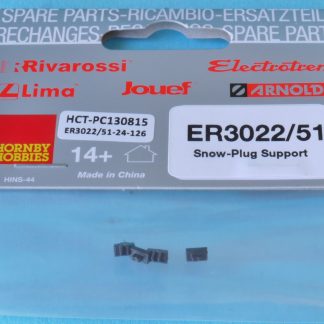 SPARE PARTS-RICAMBIO-ERSATZTEIL
Rivarossi
Electrotren
Lima
Jouef
ARNOLD
HCT-PC130815
ER3022/51-24-126
ER3022/51
Snow-Plug Support
HORNBY
HOBBIES
14+
Made in China
HINS-44